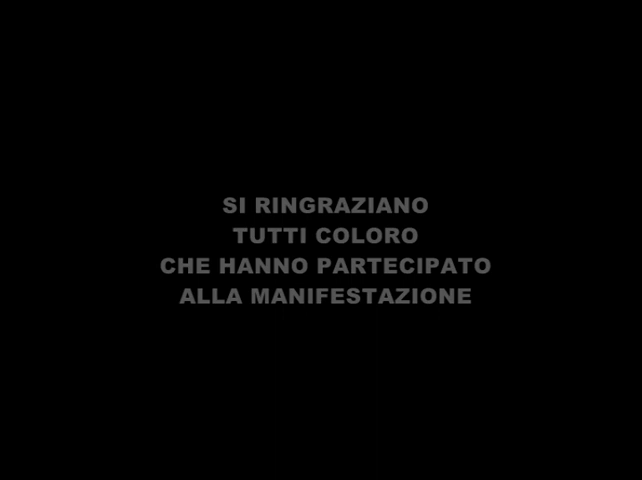 SI RINGRAZIANO
TUTTI COLORO
CHE HANNO PARTECIPATO
ALLA MANIFESTAZIONE